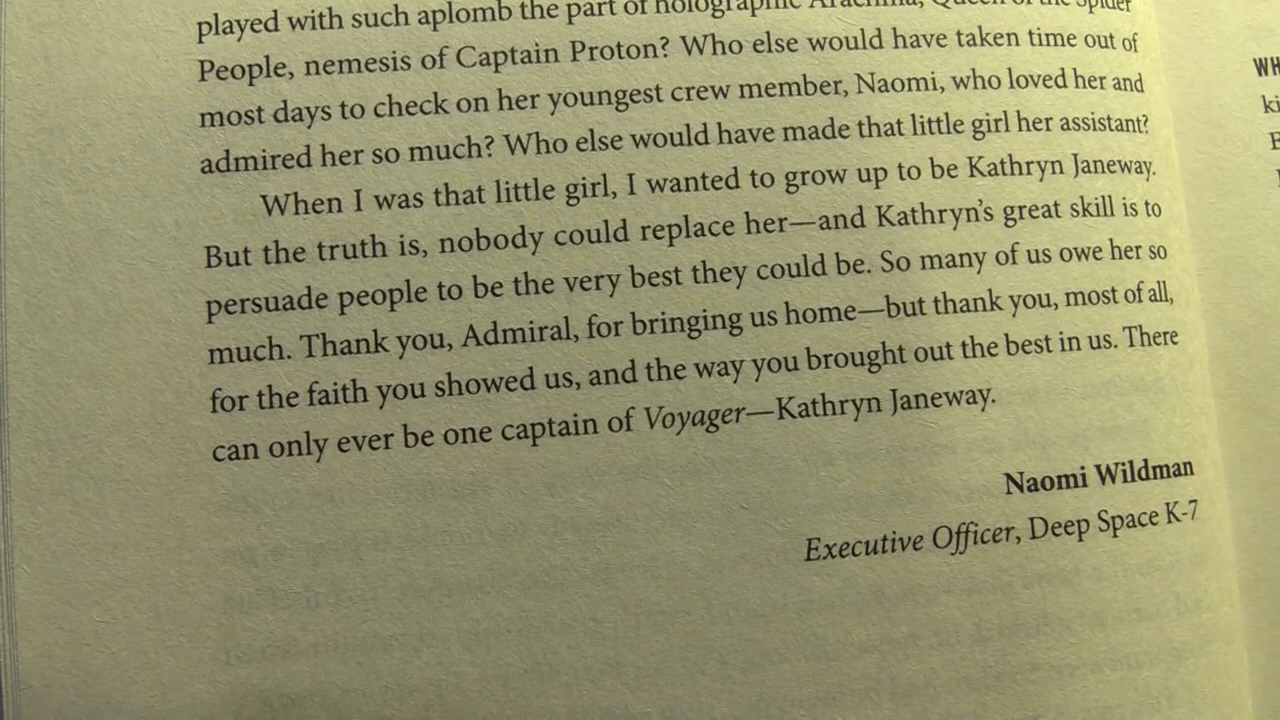 played with such aplomb the part of holographic Arachnia, Queen of the Spider
People, nemesis of Captain Proton? Who else would have taken time out of
most days to check on her youngest crew member, Naomi, who loved her and
admired her so much? Who else would have made that little girl her assistant?
When I was that little girl, I wanted to grow up to be Kathryn Janeway.
But the truth is, nobody could replace her—and Kathryn’s great skill is to
persuade people to be the very best they could be. So many of us owe her so
much. Thank you, Admiral, for bringing us home—but thank you, most of all,
for the faith you showed us, and the way you brought out the best in us. There
can only ever be one captain of Voyager—Kathryn Janeway.
Naomi Wildman
Executive Officer, Deep Space K-7
WH
ki